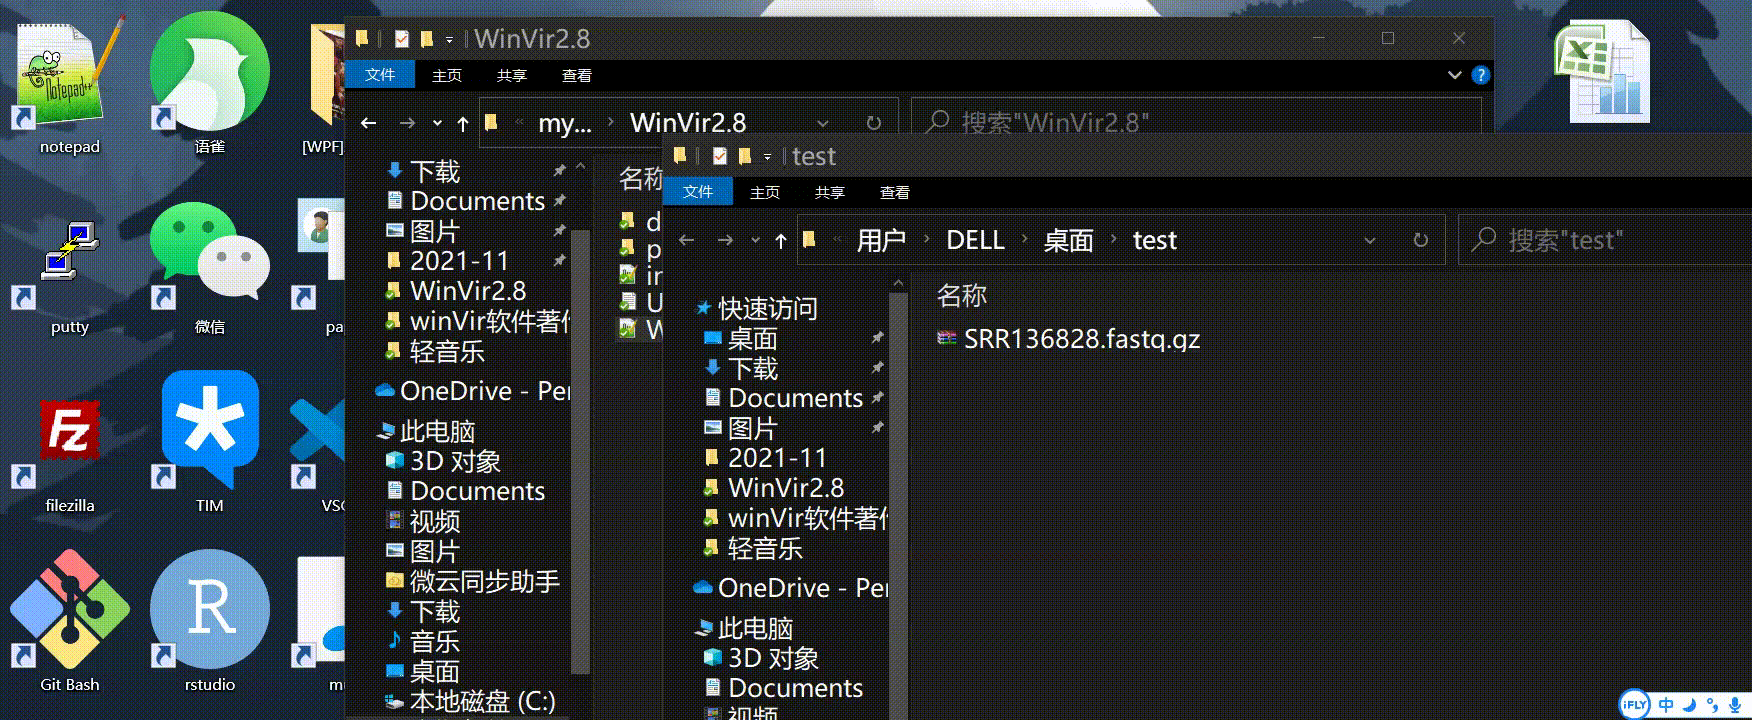 notepad
语雀
[WPF]
putty
微信
pa
filezilla
TIM
VSC
Git Bash
rstudio
mu
WinVir2.8
文件 主页 共享 查看
my... WinVir2.8 搜索"WinVir2.8"
下载
Documents
图片
2021-11
WinVir2.8
winVir软件著作
轻音乐
OneDrive - Per
此电脑
3D 对象
Documents
视频
图片
微云同步助手
下载
音乐
桌面
本地磁盘 (C:)
名称
d
p
in
U
W
test
文件 主页 共享 查看
用户 DELL 桌面 test 搜索"test"
快速访问
桌面
下载
Documents
图片
2021-11
WinVir2.8
winVir软件著作
轻音乐
OneDrive - Per
此电脑
3D 对象
Documents
视频
名称
SRR136828.fastq.gz
iFLY 中